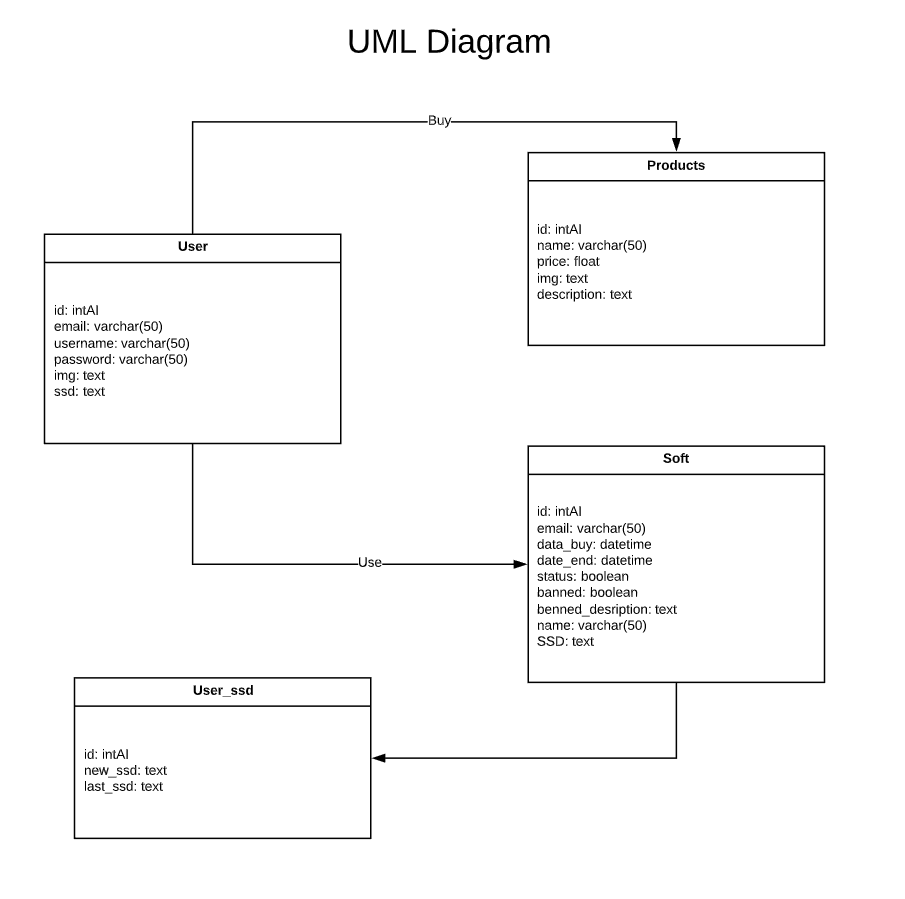 UML Diagram
Buy
Products
id: intAI
name: varchar(50)
price: float
img: text
description: text
User
id: intAI
email: varchar(50)
username: varchar(50)
password: varchar(50)
img: text
ssd: text
Soft
id: intAI
email: varchar(50)
data_buy: datetime
date_end: datetime
status: boolean
banned: boolean
benned_desription: text
name: varchar(50)
SSD: text
Use
User_ssd
id: intAI
new_ssd: text
last_ssd: text